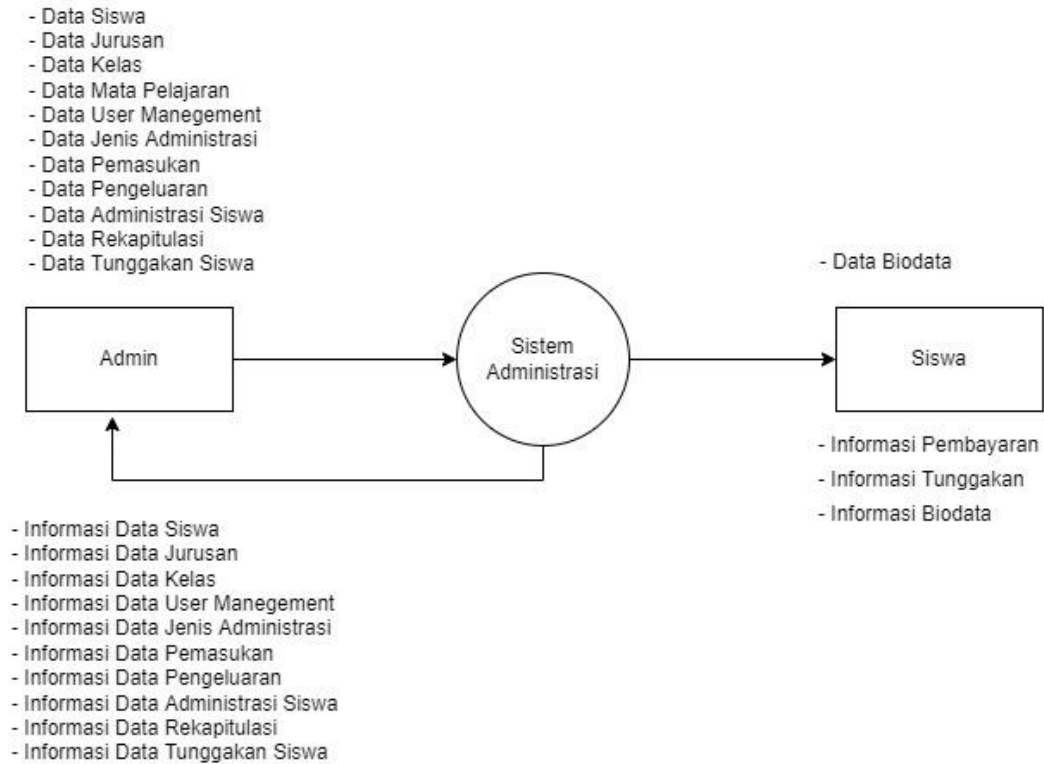 - Data Siswa
- Data Jurusan
- Data Kelas
- Data Mata Pelajaran
- Data User Manegement
- Data Jenis Administrasi
- Data Pemasukan
- Data Pengeluaran
- Data Administrasi Siswa
- Data Rekapitulasi
- Data Tunggakan Siswa
Admin
Sistem
Administrasi
- Data Biodata
Siswa
- Informasi Pembayaran
- Informasi Tunggakan
- Informasi Biodata
- Informasi Data Siswa
- Informasi Data Jurusan
- Informasi Data Kelas
- Informasi Data User Manegement
- Informasi Data Jenis Administrasi
- Informasi Data Pemasukan
- Informasi Data Pengeluaran
- Informasi Data Administrasi Siswa
- Informasi Data Rekapitulasi
- Informasi Data Tunggakan Siswa